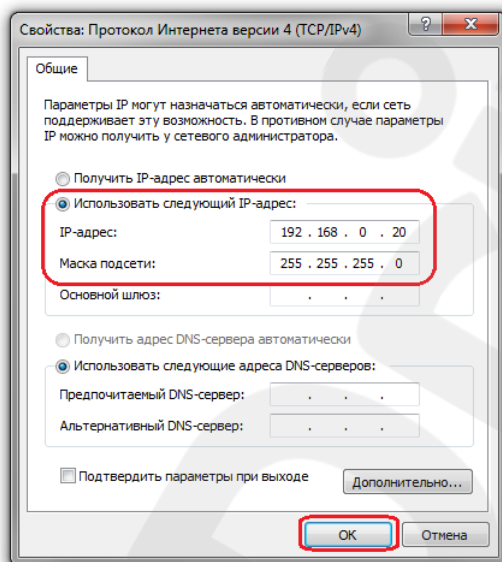 Свойства: Протокол Интернета версии 4 (TCP/IPv4)
?
Общие
Параметры IP могут назначаться автоматически, если сеть
поддерживает эту возможность. В противном случае параметры
IP можно получить у сетевого администратора.
Получить IP-адрес автоматически
Использовать следующий IP-адрес:
IP-адрес: 192 . 168 . 0 . 20
Маска подсети: 255 . 255 . 255 . 0
Основной шлюз: . . .
Получить адрес DNS-сервера автоматически
Использовать следующие адреса DNS-серверов:
Предпочитаемый DNS-сервер: . . .
Альтернативный DNS-сервер: . . .
Подтвердить параметры при выходе
Дополнительно...
ОК Отмена